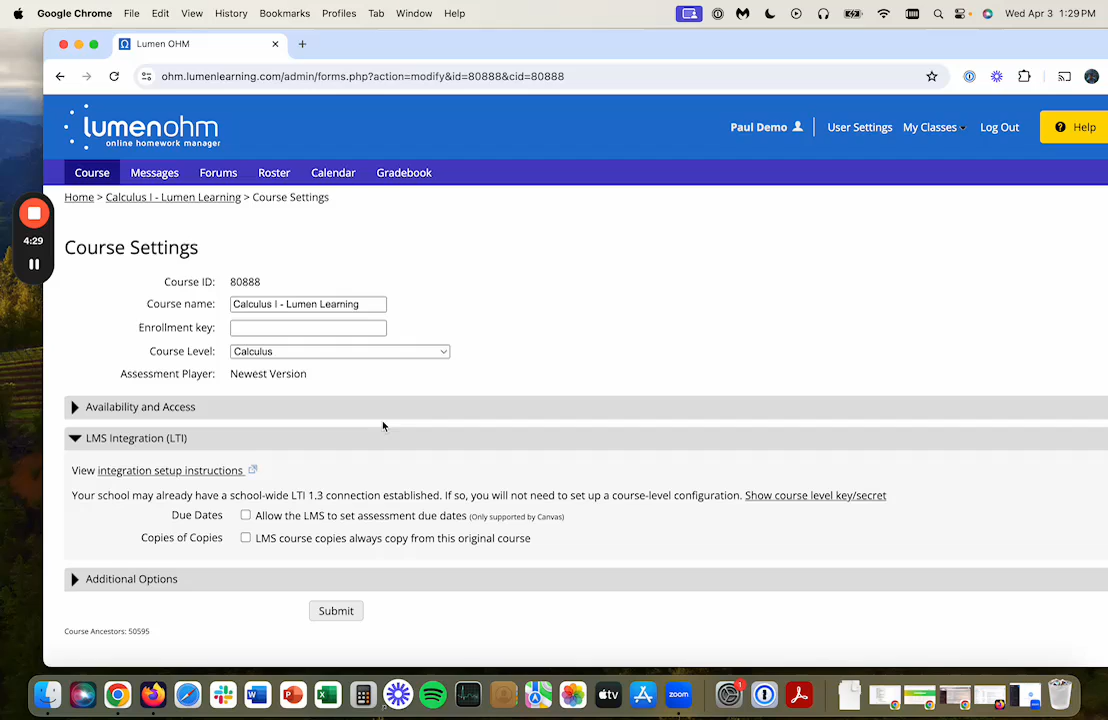 Google Chrome File Edit View History Bookmarks Profiles Tab Window Help Wed Apr 3 1:29 PM
Lumen OHM
ohm.lumenlearning.com/admin/forms.php?action=modify&id=80888&cid=80888
lumenohm
online homework manager
Paul Demo User Settings My Classes Log Out Help
Course Messages Forums Roster Calendar Gradebook
Home > Calculus I - Lumen Learning > Course Settings
4:29
Course Settings
Course ID: 80888
Course name: Calculus I - Lumen Learning
Enrollment key:
Course Level: Calculus
Assessment Player: Newest Version
Availability and Access
LMS Integration (LTI)
View integration setup instructions
Your school may already have a school-wide LTI 1.3 connection established. If so, you will not need to set up a course-level configuration. Show course level key/secret
Due Dates Allow the LMS to set assessment due dates (Only supported by Canvas)
Copies of Copies LMS course copies always copy from this original course
Additional Options
Submit
Course Ancestors: 50595
tv
zoom
1